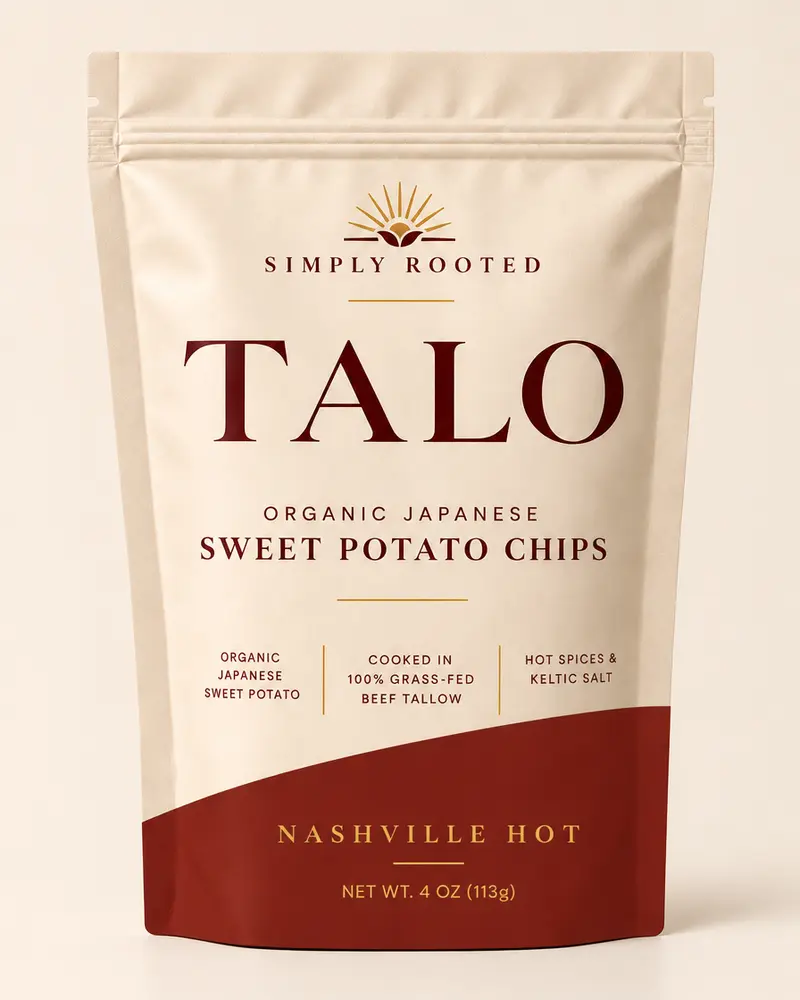 SIMPLY ROOTED
TALO
ORGANIC JAPANESE
SWEET POTATO CHIPS
ORGANIC
JAPANESE
SWEET POTATO
COOKED IN
100% GRASS-FED
BEEF TALLOW
HOT SPICES &
KELTIC SALT
NASHVILLE HOT
NET WT. 4 OZ (113g)